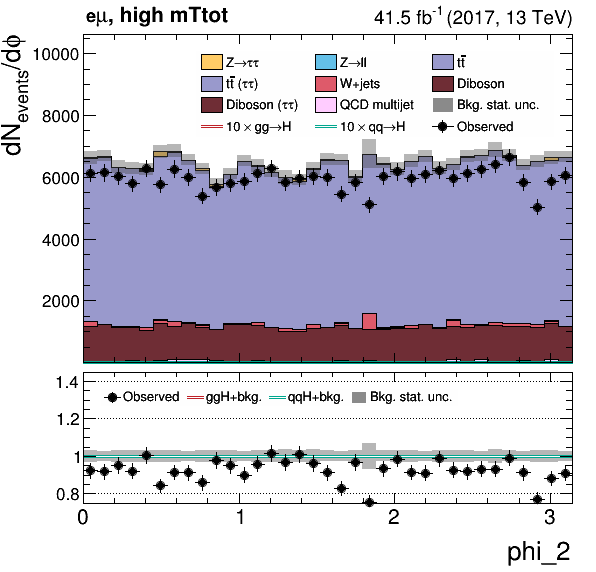 eμ, high mTtot 41.5 fb⁻¹ (2017, 13 TeV)
dN_events/dϕ
10000
8000
6000
4000
2000
Z→ττ Z→ll tt̄
tt̄ (ττ) W+jets Diboson
Diboson (ττ) QCD multijet Bkg. stat. unc.
10 × gg→H 10 × qq→H Observed
1.4
1.2
1
0.8
Observed ggH+bkg. qqH+bkg. Bkg. stat. unc.
0 1 2 3
phi_2